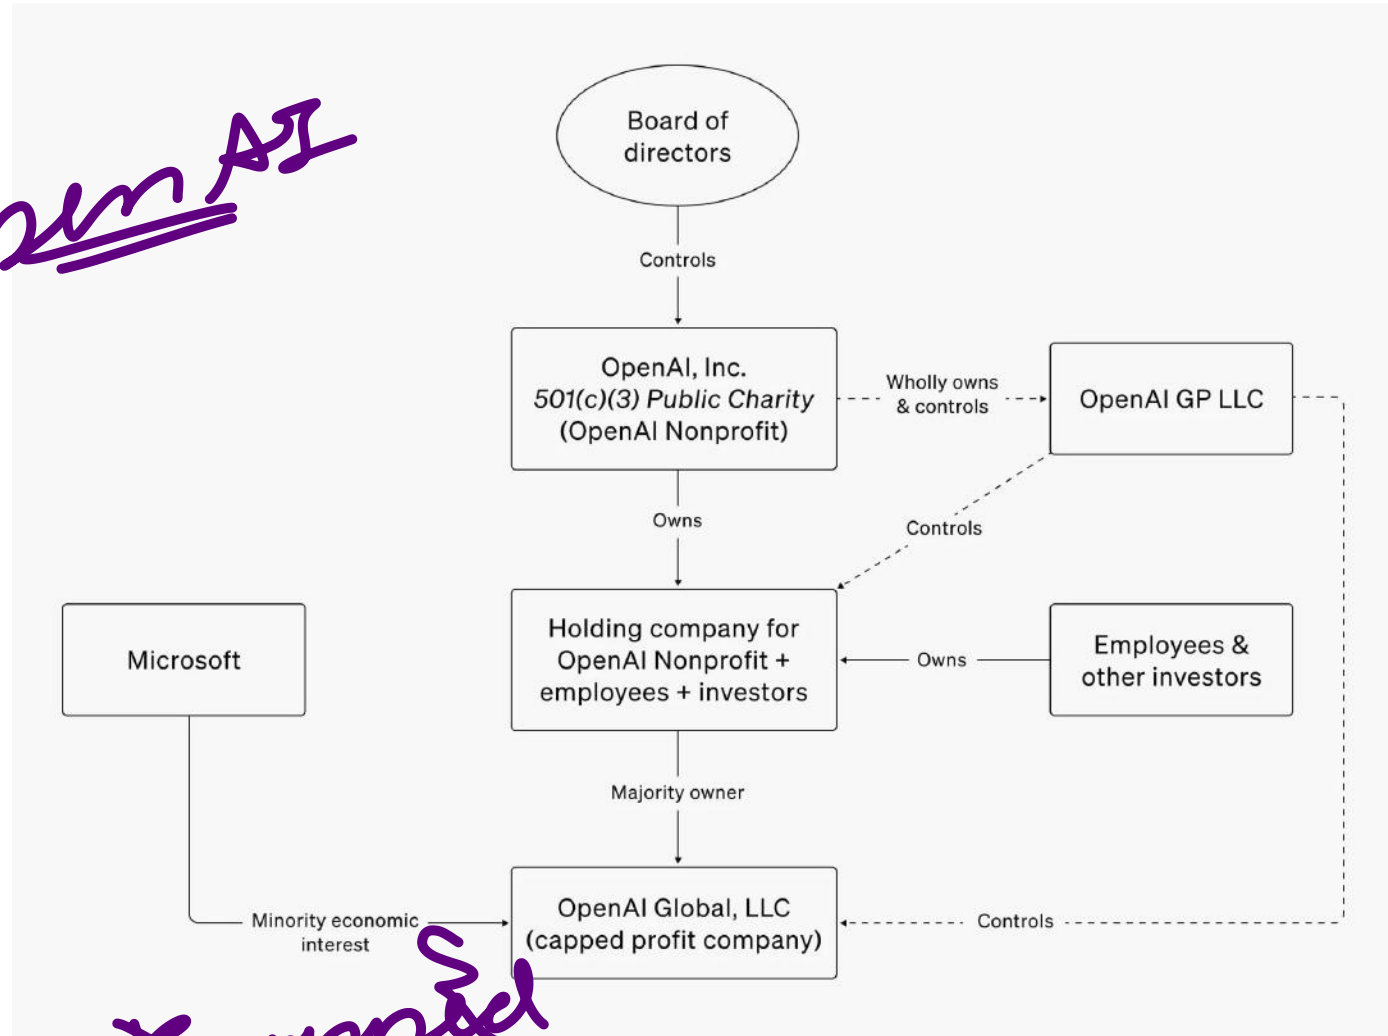 Board of
directors
Controls
OpenAI, Inc.
501(c)(3) Public Charity
(OpenAI Nonprofit)
Wholly owns
& controls
OpenAI GP LLC
Owns
Controls
Microsoft
Holding company for
OpenAI Nonprofit +
employees + investors
Owns
Employees &
other investors
Majority owner
Minority economic
interest
OpenAI Global, LLC
(capped profit company)
Controls
pen AI